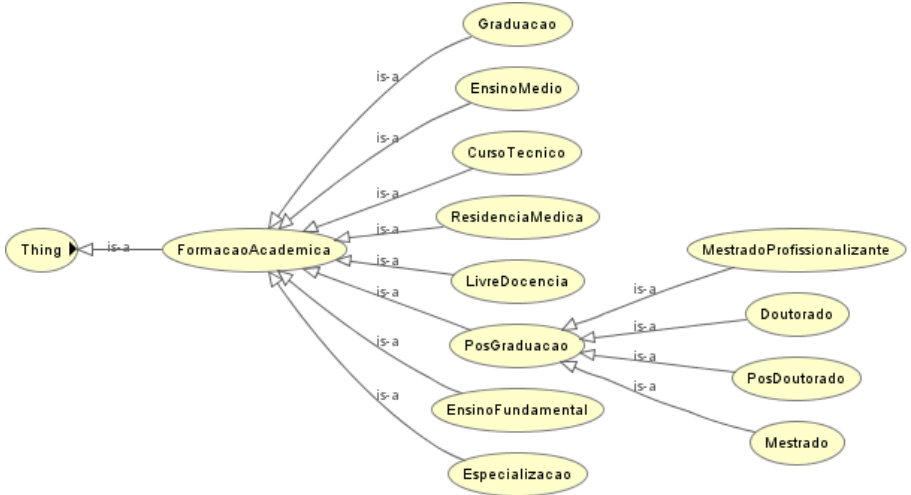 Graduacao
is-a
EnsinoMedio
is-a
CursoTecnico
is-a
ResidenciaMedica
is-a
Thing
is-a
FormacaoAcademica
MestradoProfissionalizante
is-a
LivreDocencia
is-a
is-a
Doutorado
is-a
PosGraduacao
is-a
is-a
PosDoutorado
is-a
EnsinoFundamental
is-a
Mestrado
Especializacao